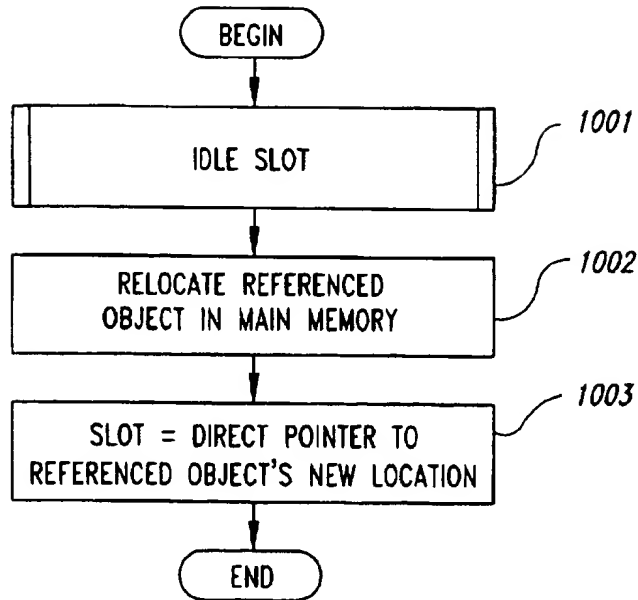 BEGIN
IDLE SLOT
1001
RELOCATE REFERENCED
OBJECT IN MAIN MEMORY
1002
SLOT = DIRECT POINTER TO
REFERENCED OBJECT'S NEW LOCATION
1003
END